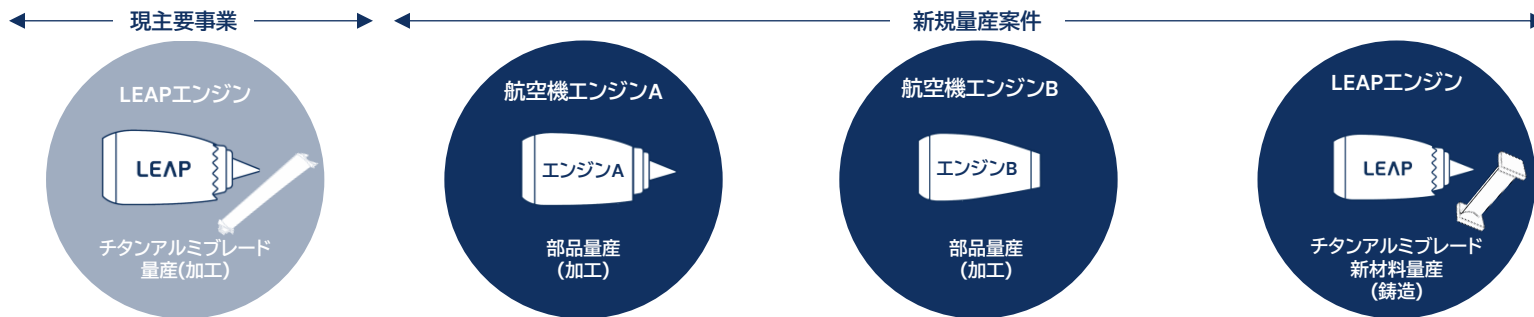 現主要事業
新規量産案件
LEAPエンジン
LEAP
チタンアルミブレード
量産(加工)
航空機エンジンA
エンジンA
部品量産
(加工)
航空機エンジンB
エンジンB
部品量産
(加工)
LEAPエンジン
LEAP
チタンアルミブレード
新材料量産
(鋳造)